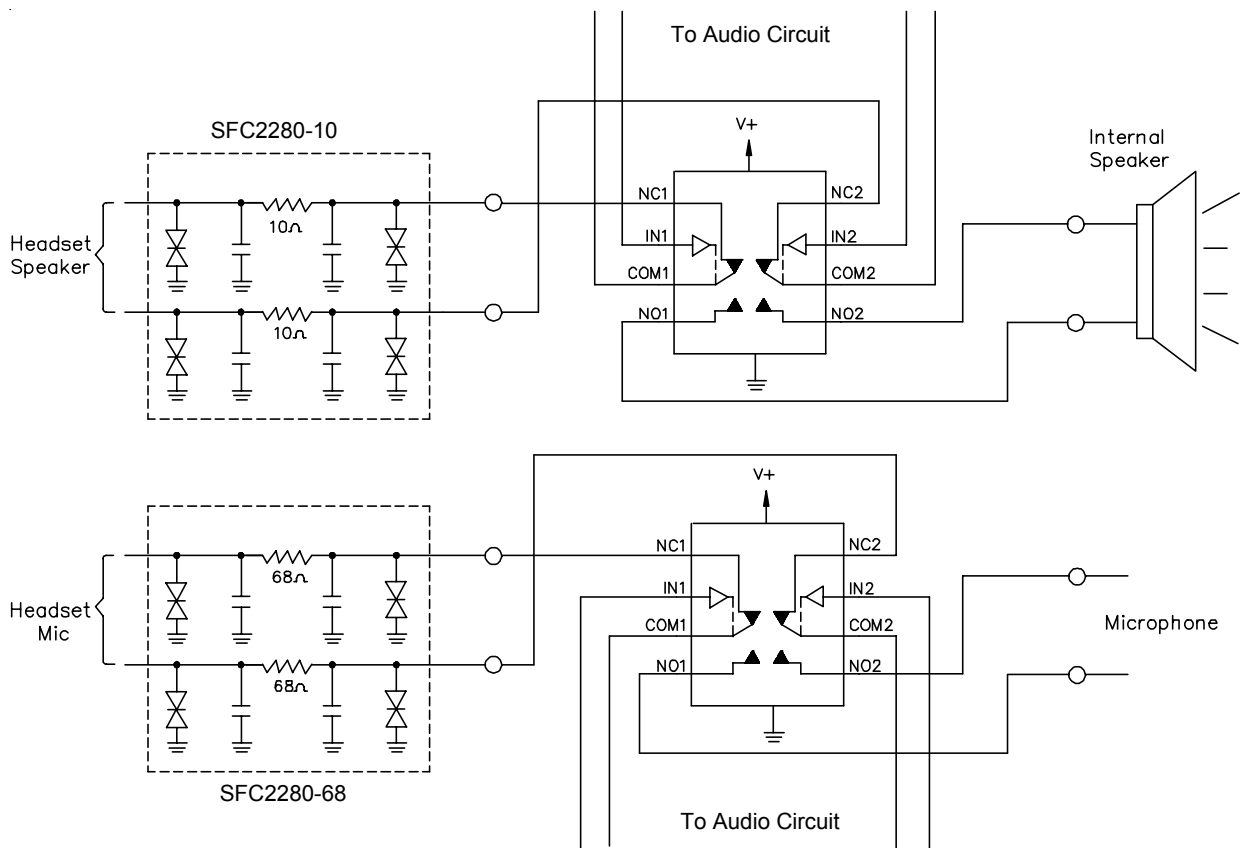 To Audio Circuit
SFC2280-10
V+
Internal
Speaker
NC1
NC2
10Ω
Headset
Speaker
IN1
IN2
COM1
COM2
NO1
NO2
10Ω
V+
NC1
NC2
68Ω
IN1
IN2
Headset
Mic
COM1
COM2
Microphone
NO1
NO2
68Ω
SFC2280-68
To Audio Circuit